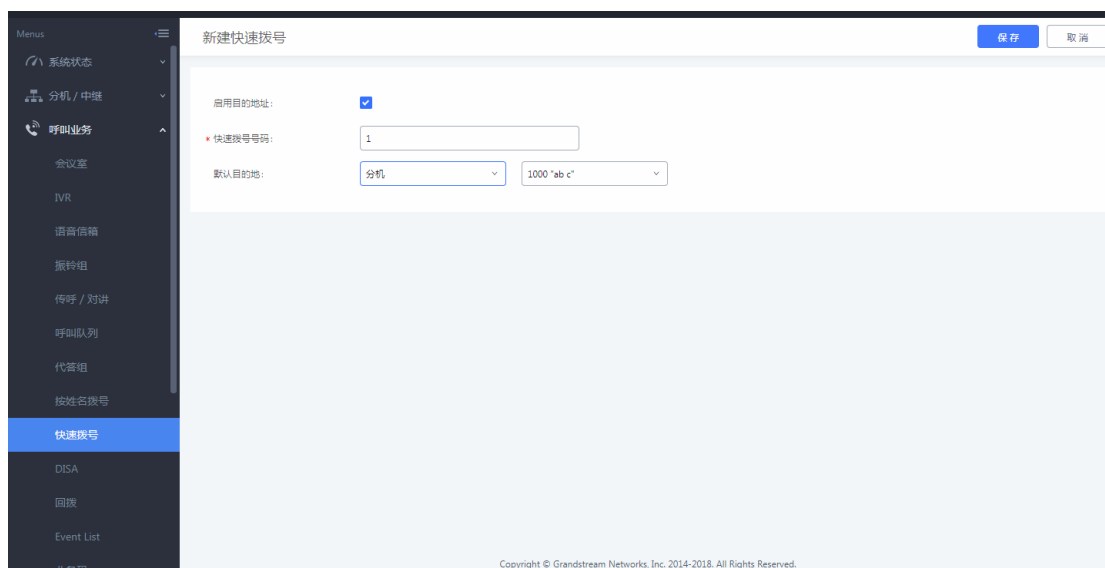 Menus
系统状态
分机 / 中继
呼叫业务
会议室
IVR
语音信箱
振铃组
传呼 / 对讲
呼叫队列
代答组
按姓名拨号
快速拨号
DISA
回拨
Event List
新建快速拨号
保存
取消
启用目的地址:
* 快速拨号号码:
1
默认目的地:
分机
1000 "ab c"
Copyright © Grandstream Networks, Inc. 2014-2018. All Rights Reserved.